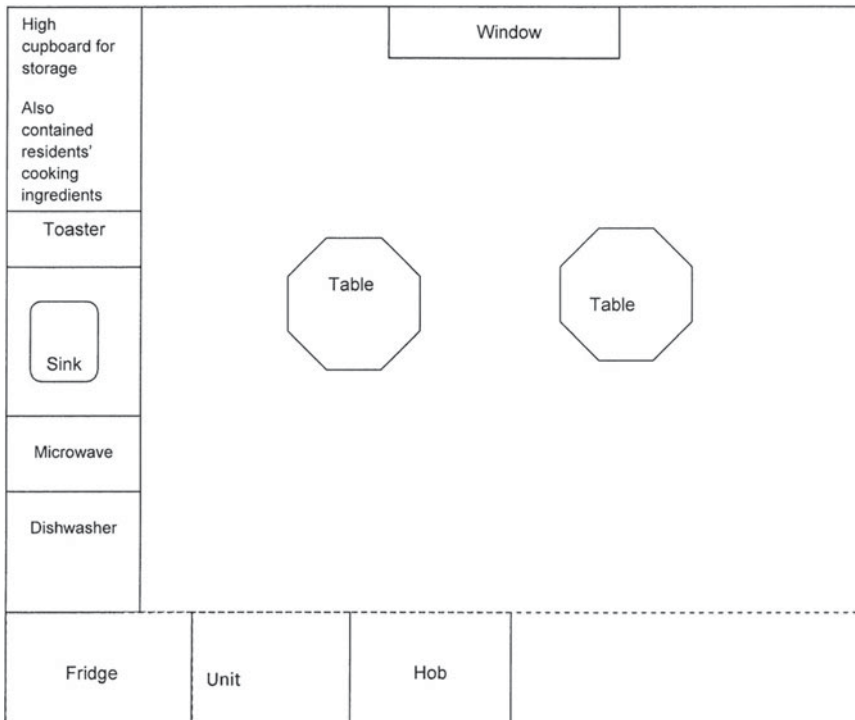 High
cupboard for
storage
Also
contained
residents'
cooking
ingredients
Window
Toaster
Table
Table
Sink
Microwave
Dishwasher
Fridge
Unit
Hob